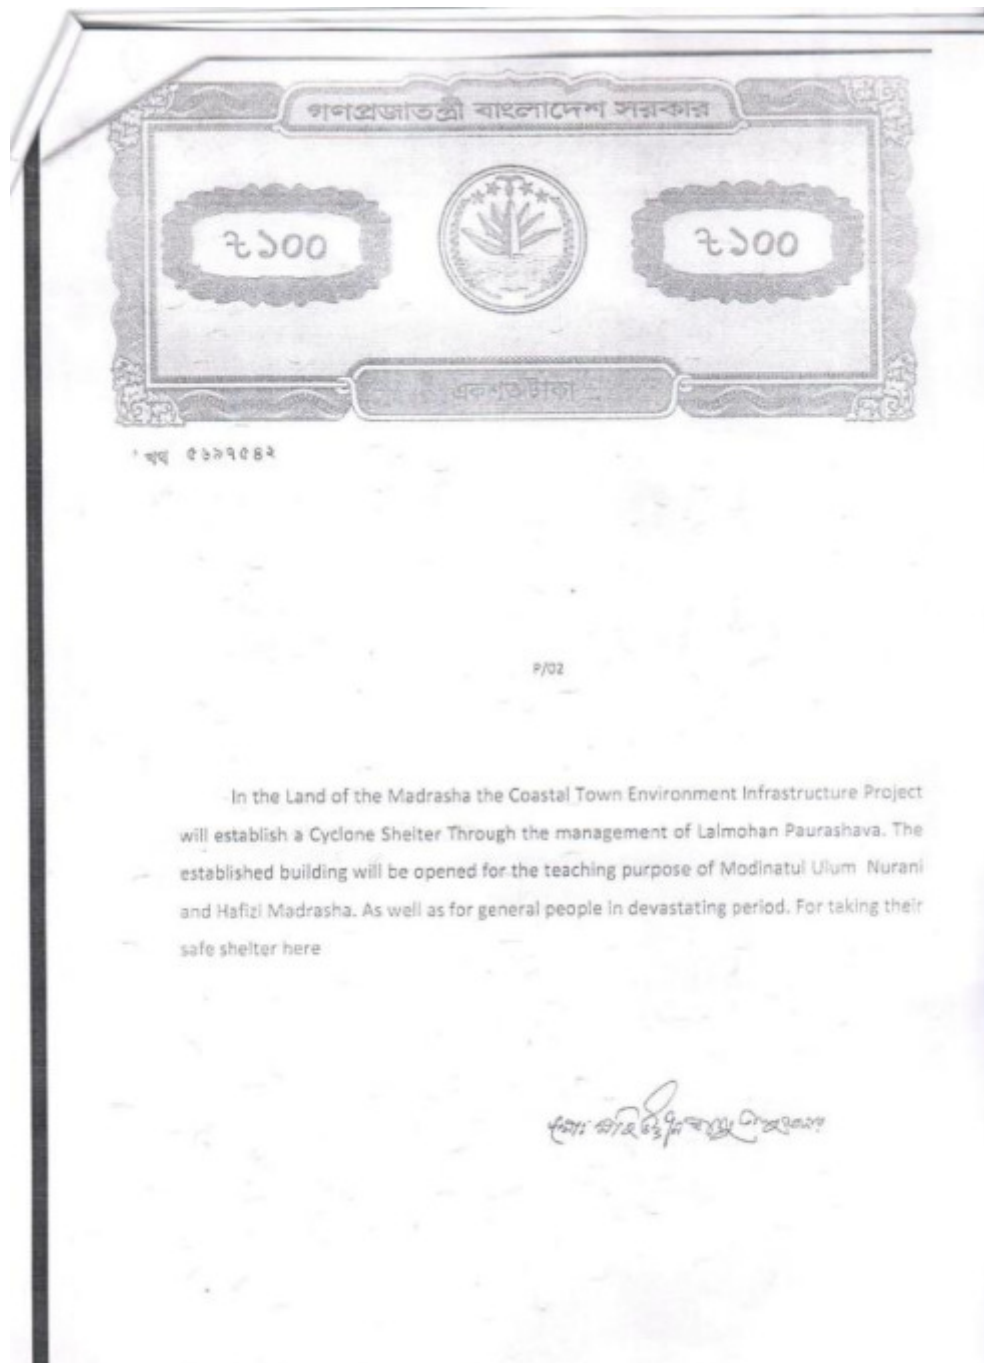 গণপ্রজাতন্ত্রী বাংলাদেশ সরকার
৳১০০ ৳১০০
একশত টাকা
৫৬৯৭৫৪২
P/02
In the Land of the Madrasha the Coastal Town Environment Infrastructure Project
will establish a Cyclone Shelter Through the management of Lalmohan Paurashava. The
established building will be opened for the teaching purpose of Modinatul Ulum Nurani
and Hafizi Madrasha. As well as for general people in devastating period. For taking their
safe shelter here